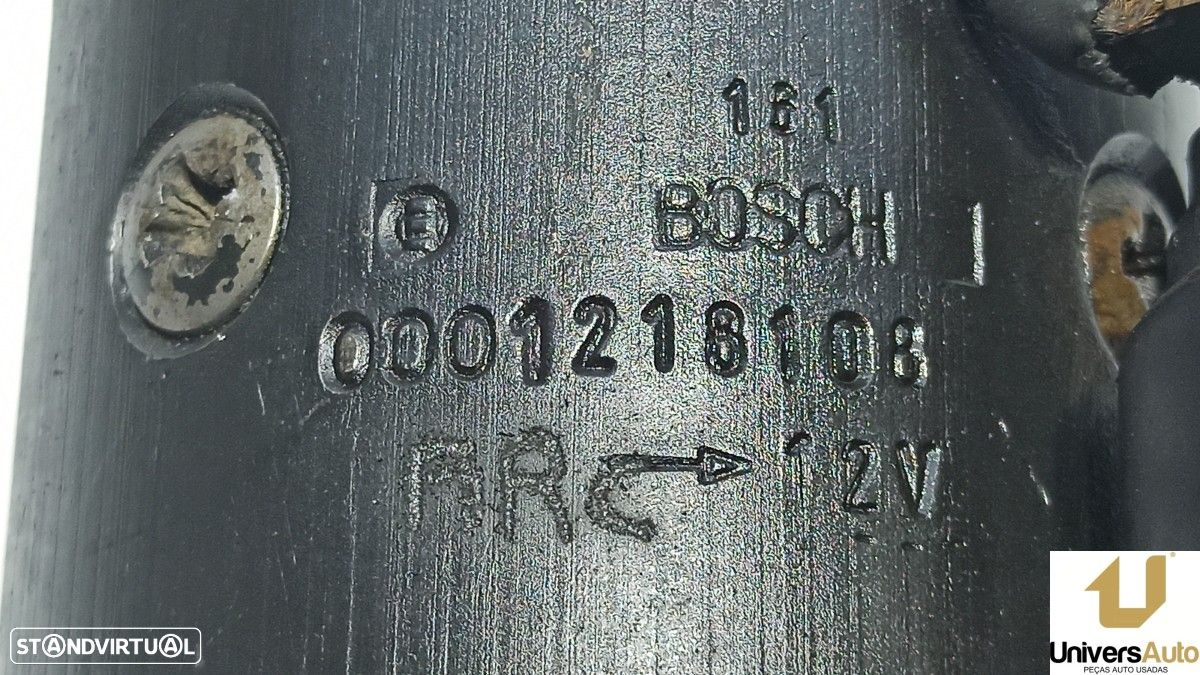 161
E BOSCH
0001218108
ARC 12V
STANDVIRTUAL
UniversAuto
PEÇAS AUTO USADAS